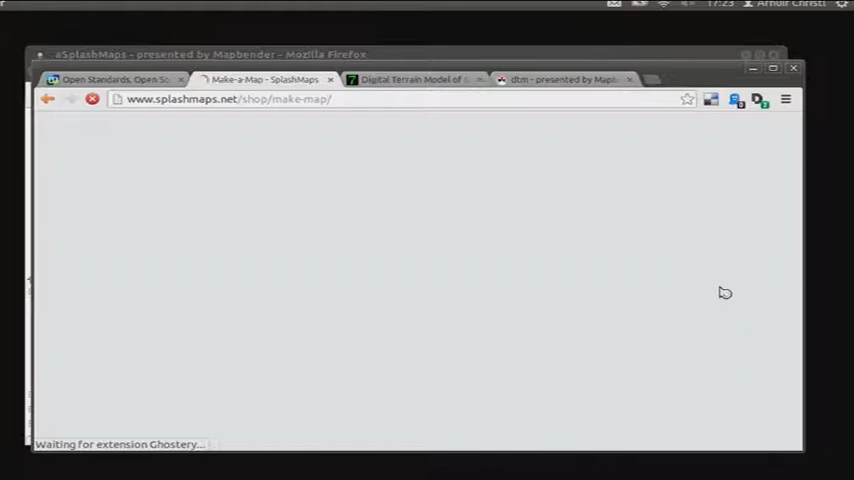 17:23 Arnulf Christl
aSplashMaps - presented by Mapbender - Mozilla Firefox
Open Standards, Open So
Make-a-Map - SplashMaps
Digital Terrain Model of
dtm - presented by Mapb
www.splashmaps.net/shop/make-map/
Waiting for extension Ghostery...